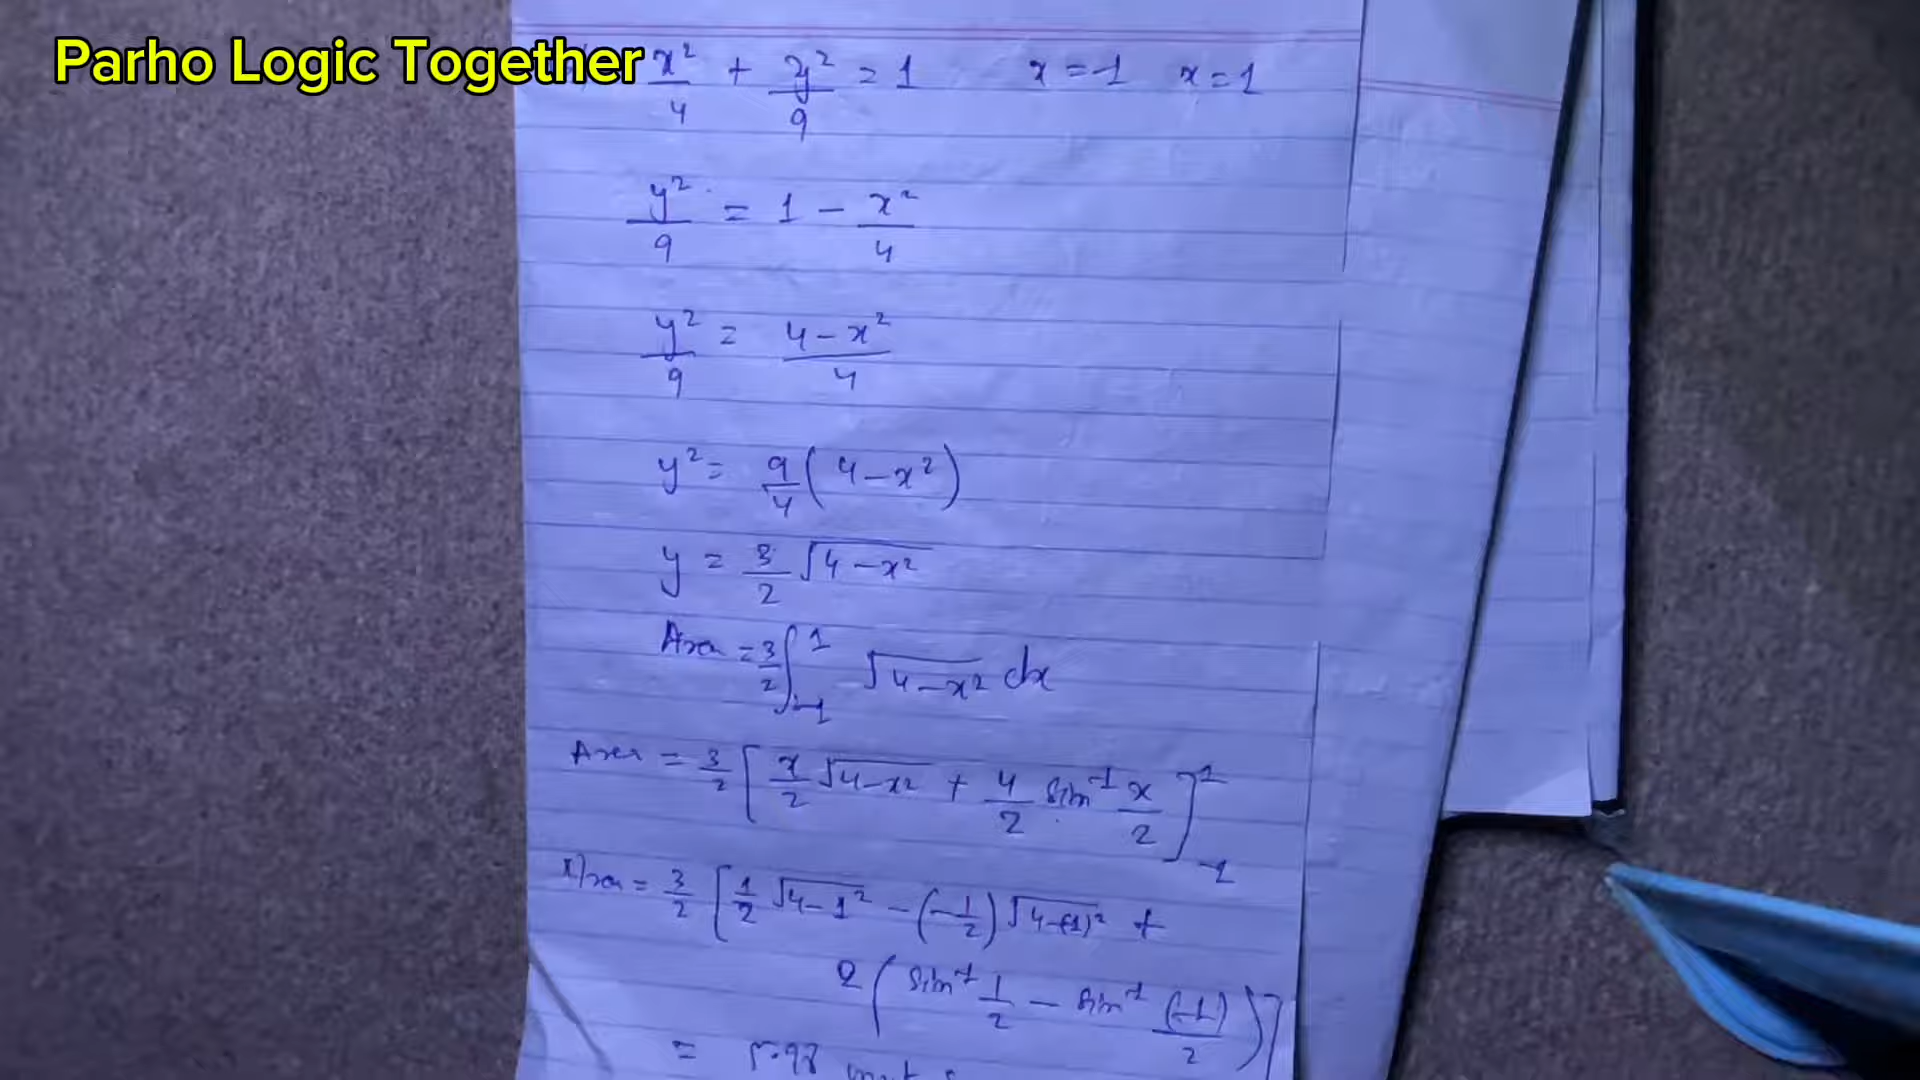 Parho Logic Together
x²/4 + y²/9 = 1 x = -1 x = 1
y²/9 = 1 - x²/4
y²/9 = 4 - x²/4
y² = 9/4 (4 - x²)
y = 3/2 √4 - x²
Area = 3/2 ∫₋₁¹ √4 - x² dx
Area = 3/2 [x/2 √4 - x² + 4/2 sin⁻¹ x/2]₋₁¹
Area = 3/2 [1/2 √4 - 1² - (-1/2) √4-(-1)² +
2 (sin⁻¹ 1/2 - sin⁻¹ (-1)/2)]
=